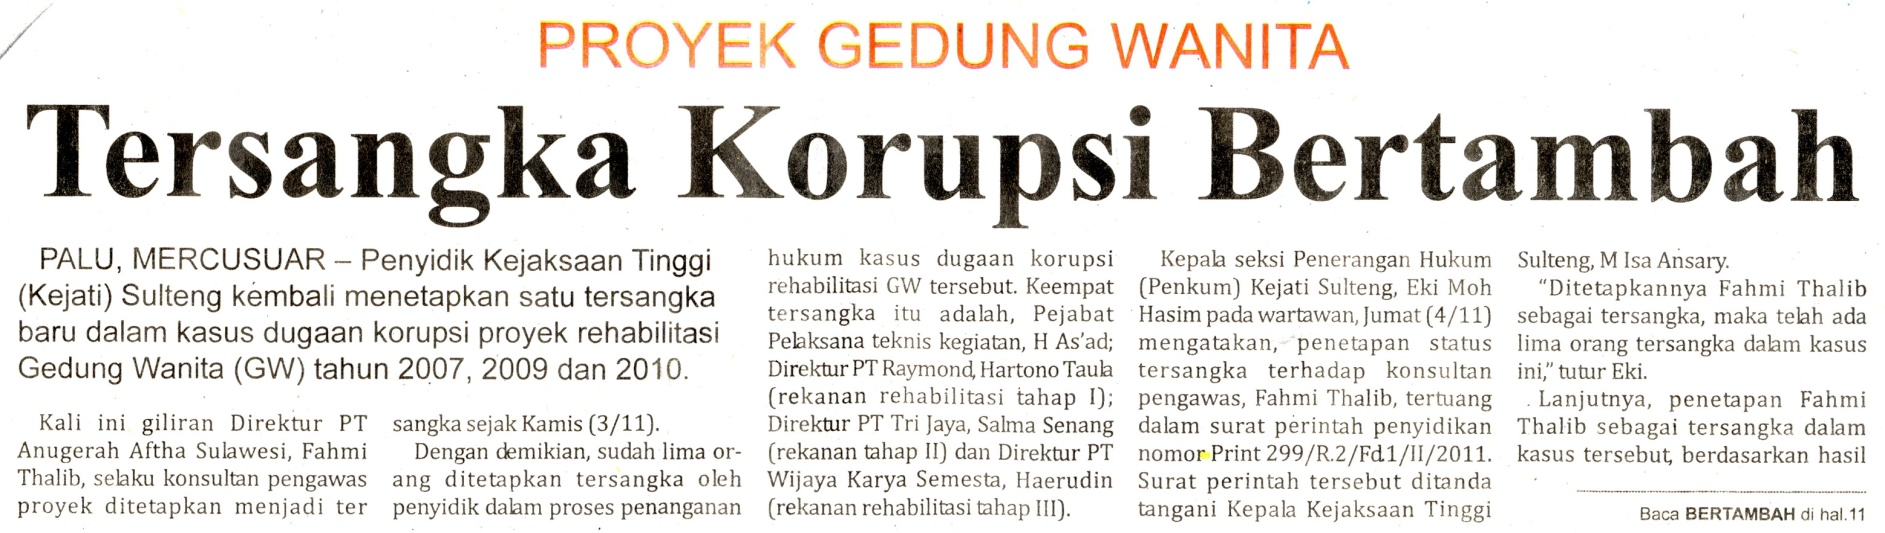 PROYEK GEDUNG WANITA
Tersangka Korupsi Bertambah
PALU, MERCUSUAR – Penyidik Kejaksaan Tinggi
(Kejati) Sulteng kembali menetapkan satu tersangka
baru dalam kasus dugaan korupsi proyek rehabilitasi
Gedung Wanita (GW) tahun 2007, 2009 dan 2010.
Kali ini giliran Direktur PT
Anugerah Aftha Sulawesi, Fahmi
Thalib, selaku konsultan pengawas
proyek ditetapkan menjadi ter
sangka sejak Kamis (3/11).
Dengan demikian, sudah lima or-
ang ditetapkan tersangka oleh
penyidik dalam proses penanganan
hukum kasus dugaan korupsi
rehabilitasi GW tersebut. Keempat
tersangka itu adalah, Pejabat
Pelaksana teknis kegiatan, H As'ad;
Direktur PT Raymond, Hartono Taula
(rekanan rehabilitasi tahap I);
Direktur PT Tri Jaya, Salma Senang
(rekanan tahap II) dan Direktur PT
Wijaya Karya Semesta, Haerudin
(rekanan rehabilitasi tahap III).
Kepala seksi Penerangan Hukum
(Penkum) Kejati Sulteng, Eki Moh
Hasim pada wartawan, Jumat (4/11)
mengatakan, penetapan status
tersangka terhadap konsultan
pengawas, Fahmi Thalib, tertuang
dalam surat perintah penyidikan
nomor Print 299/R.2/Fd.1/II/2011.
Surat perintah tersebut ditanda
tangani Kepala Kejaksaan Tinggi
Sulteng, M Isa Ansary.
"Ditetapkannya Fahmi Thalib
sebagai tersangka, maka telah ada
lima orang tersangka dalam kasus
ini," tutur Eki.
Lanjutnya, penetapan Fahmi
Thalib sebagai tersangka dalam
kasus tersebut, berdasarkan hasil
Baca BERTAMBAH di hal.11